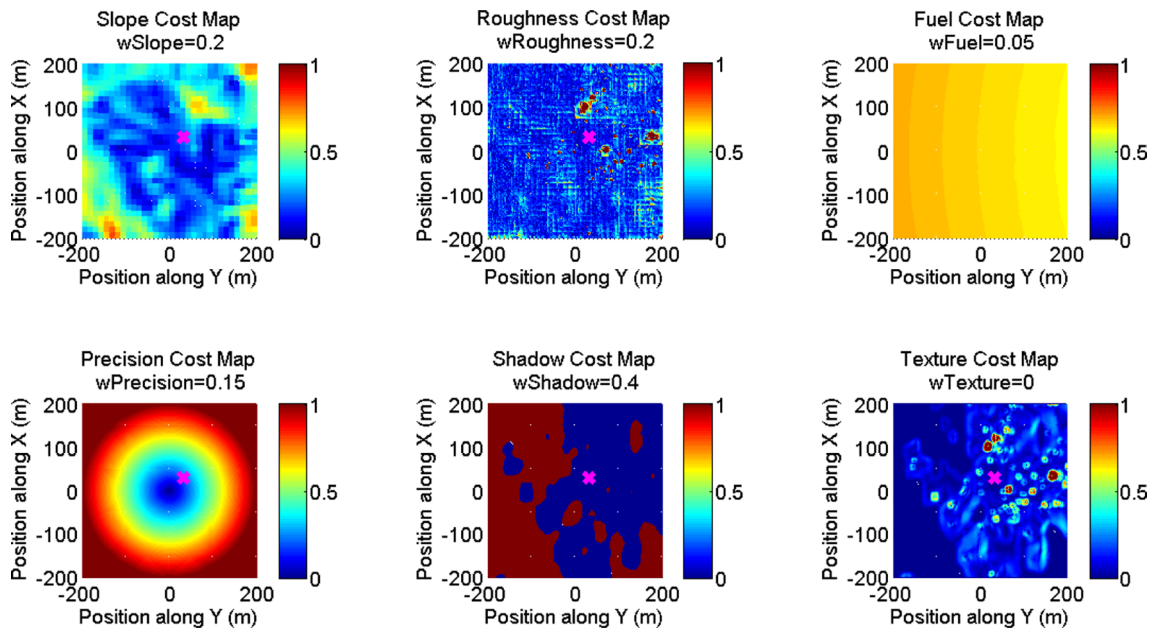 Slope Cost Map
wSlope=0.2
Position along X (m)
200
100
0
-100
-200
-200
0
200
Position along Y (m)
1
0.5
0
Roughness Cost Map
wRoughness=0.2
Position along X (m)
200
100
0
-100
-200
-200
0
200
Position along Y (m)
1
0.5
0
Fuel Cost Map
wFuel=0.05
Position along X (m)
200
100
0
-100
-200
-200
0
200
Position along Y (m)
1
0.5
0
Precision Cost Map
wPrecision=0.15
Position along X (m)
200
100
0
-100
-200
-200
0
200
Position along Y (m)
1
0.5
0
Shadow Cost Map
wShadow=0.4
Position along X (m)
200
100
0
-100
-200
-200
0
200
Position along Y (m)
1
0.5
0
Texture Cost Map
wTexture=0
Position along X (m)
200
100
0
-100
-200
-200
0
200
Position along Y (m)
1
0.5
0